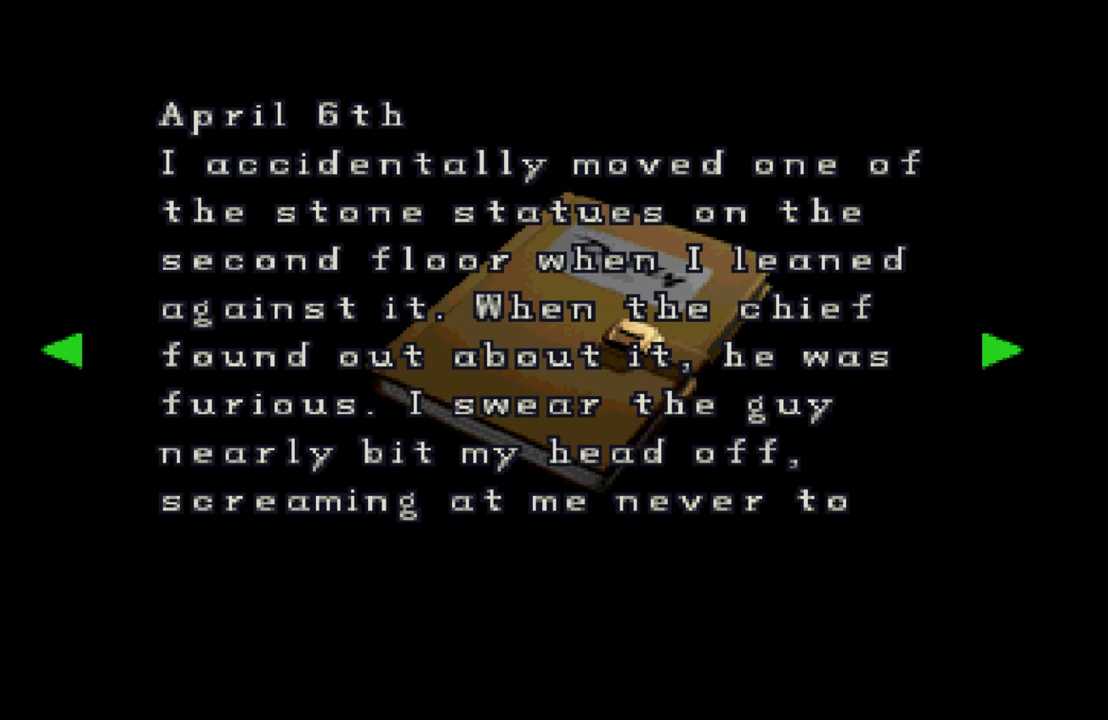 April 6th
I accidentally moved one of
the stone statues on the
second floor when I leaned
against it. When the chief
found out about it, he was
furious. I swear the guy
nearly bit my head off,
screaming at me never to
Diary